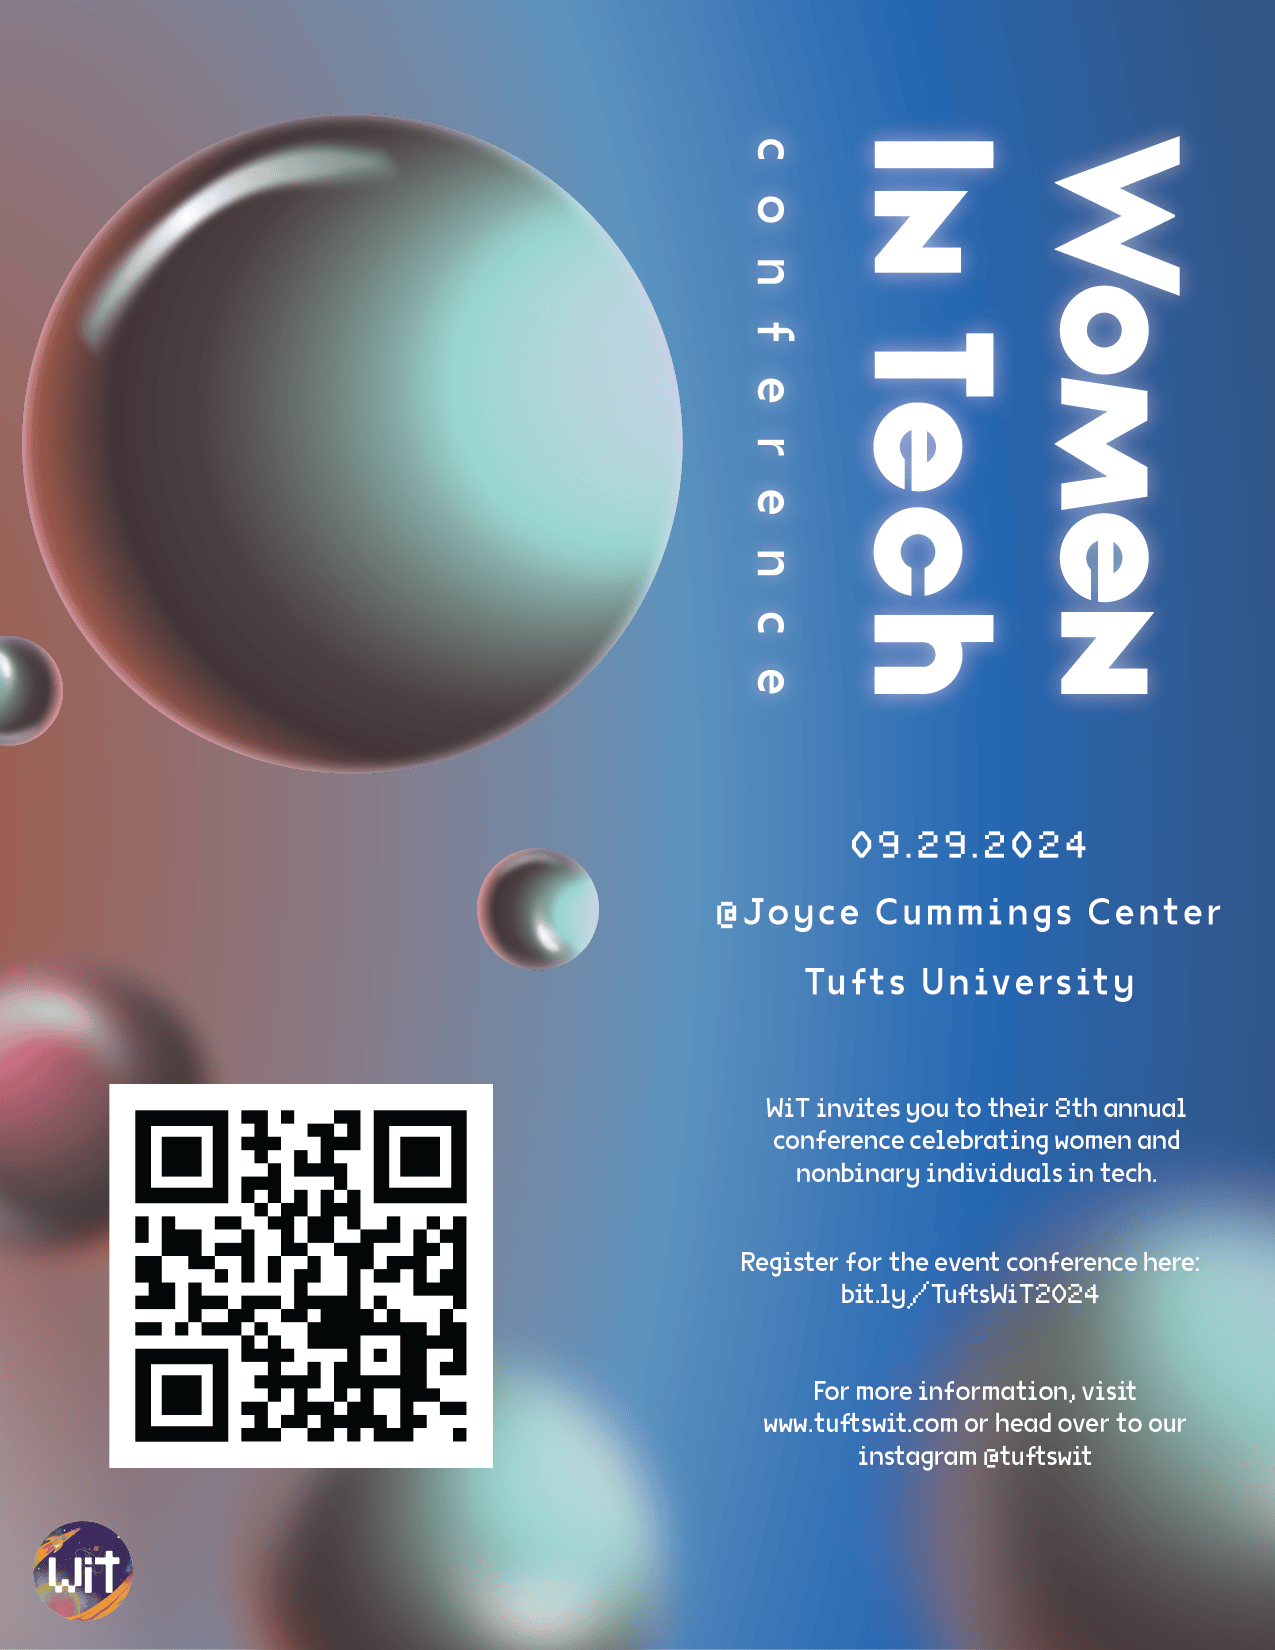 WoMeN
IN Tech
conference
09.29.2024
@Joyce Cummings Center
Tufts University
WiT invites you to their 8th annual
conference celebrating women and
nonbinary individuals in tech.
Register for the event conference here:
bit.ly/TuftsWiT2024
For more information, visit
www.tuftswit.com or head over to our
instagram @tuftswit
WiT